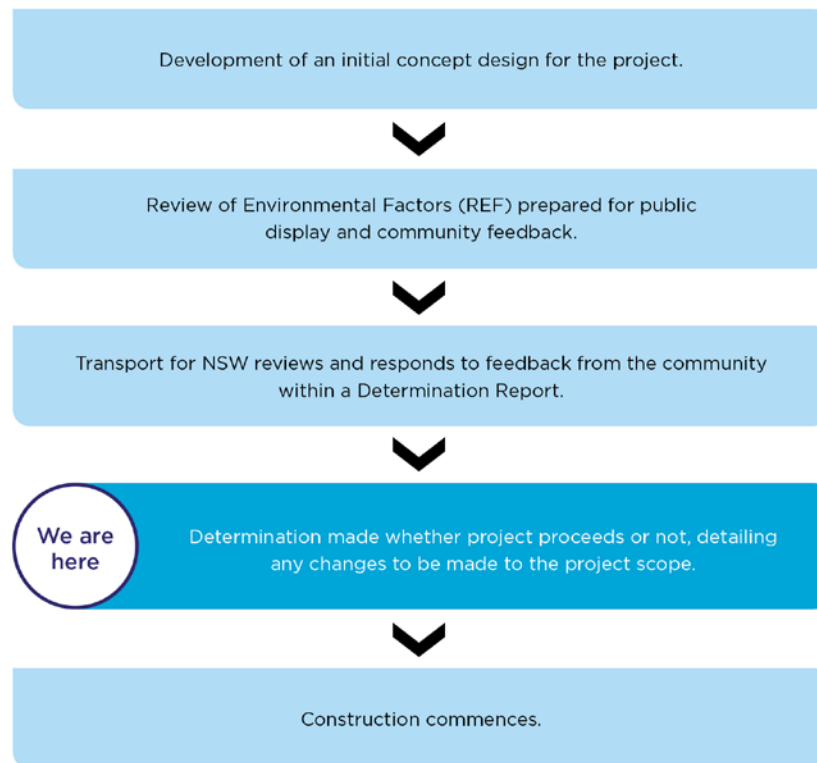 Development of an initial concept design for the project.
Review of Environmental Factors (REF) prepared for public
display and community feedback.
Transport for NSW reviews and responds to feedback from the community
within a Determination Report.
We are
here
Determination made whether project proceeds or not, detailing
any changes to be made to the project scope.
Construction commences.